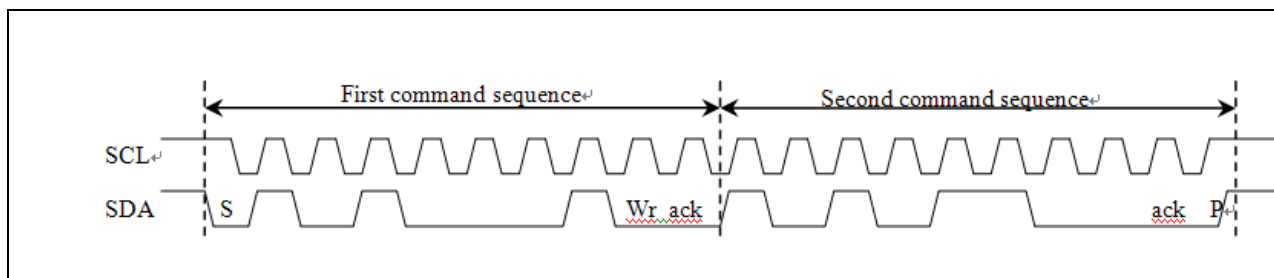 First command sequence↵
Second command sequence↵
SCL↵
SDA S Wr ack ack P↵